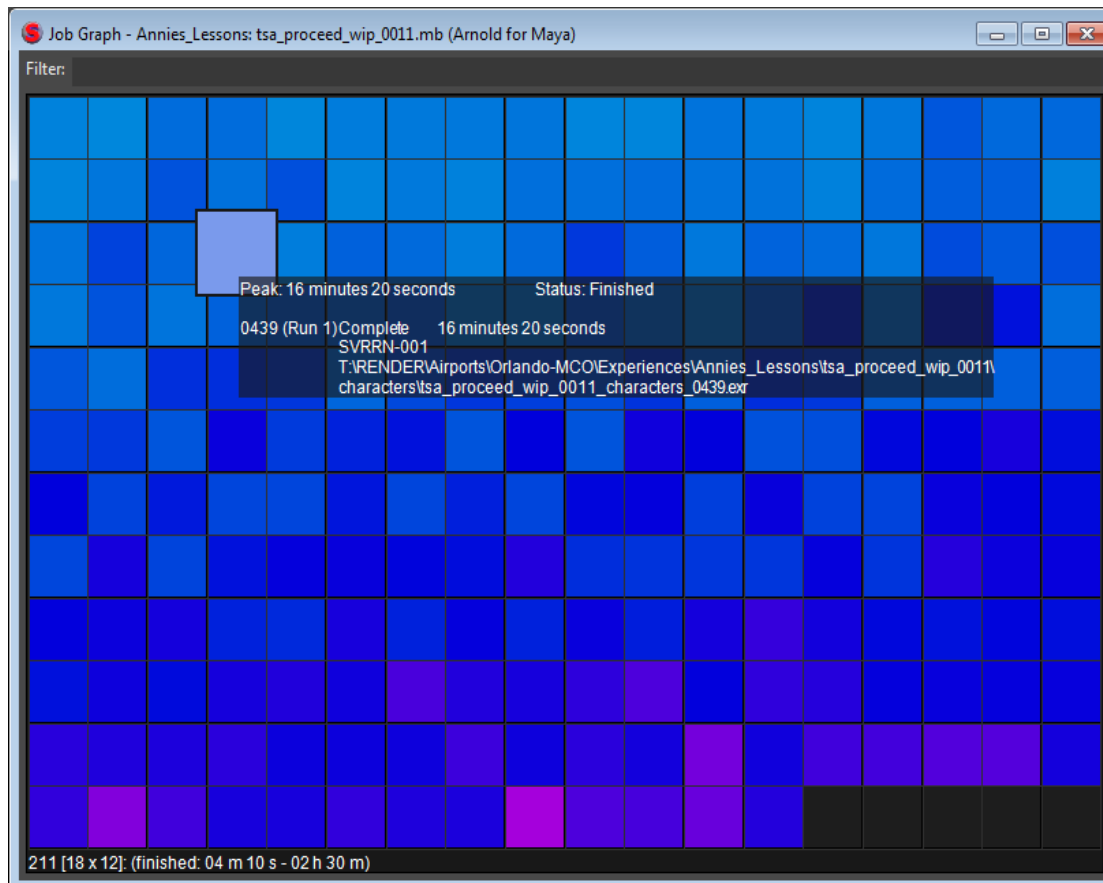 Job Graph - Annies_Lessons: tsa_proceed_wip_0011.mb (Arnold for Maya)
Filter:
Peak: 16 minutes 20 seconds Status: Finished
0439 (Run 1) Complete 16 minutes 20 seconds
SVRRN-001
T:\RENDER\Airports\Orlando-MCO\Experiences\Annies_Lessons\tsa_proceed_wip_0011\
characters\tsa_proceed_wip_0011_characters_0439.exr
211 [18 x 12]: (finished: 04 m 10 s - 02 h 30 m)